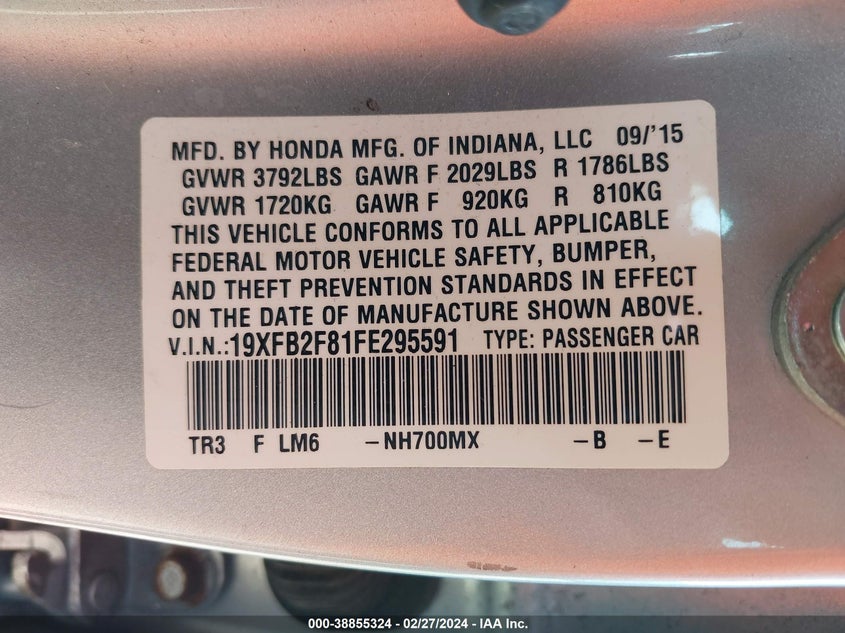 MFD. BY HONDA MFG. OF INDIANA, LLC 09/'15
GVWR 3792LBS GAWR F 2029LBS R 1786LBS
GVWR 1720KG GAWR F 920KG R 810KG
THIS VEHICLE CONFORMS TO ALL APPLICABLE
FEDERAL MOTOR VEHICLE SAFETY, BUMPER,
AND THEFT PREVENTION STANDARDS IN EFFECT
ON THE DATE OF MANUFACTURE SHOWN ABOVE.
V.I.N.:19XFB2F81FE295591 TYPE: PASSENGER CAR
TR3 F LM6 -NH700MX -B -E
000-38855324 - 02/27/2024 - IAA Inc.